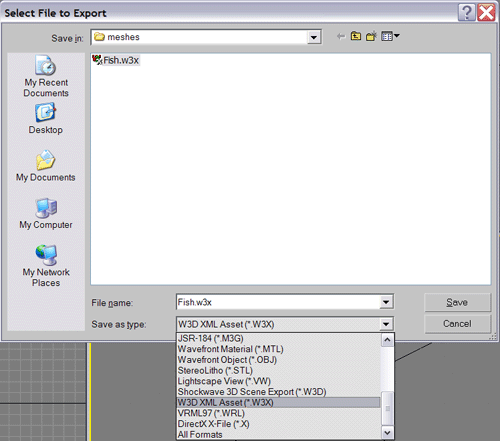 Select File to Export
Save in: meshes
Fish.w3x
My Recent
Documents
Desktop
My Documents
My Computer
My Network
Places
File name: Fish.w3x Save
Save as type: W3D XML Asset (*.W3X) Cancel
JSR-184 (*.M3G)
Wavefront Material (*.MTL)
Wavefront Object (*.OBJ)
StereoLitho (*.STL)
Lightscape View (*.VW)
Shockwave 3D Scene Export (*.W3D)
W3D XML Asset (*.W3X)
VRML97 (*.WRL)
DirectX X-File (*.X)
All Formats